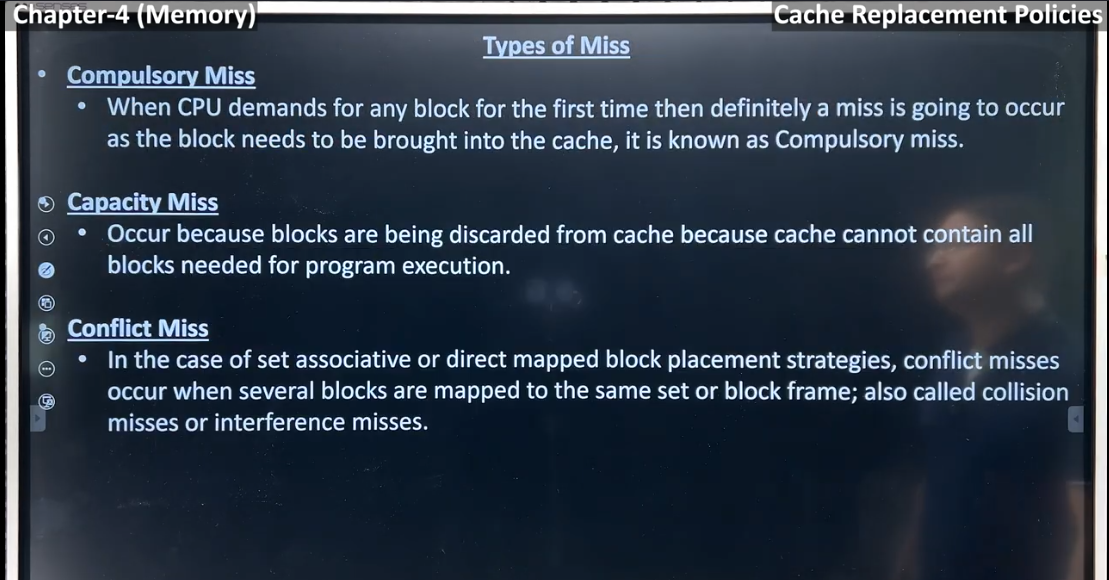 Chapter-4 (Memory)
Cache Replacement Policies
Types of Miss
• Compulsory Miss
• When CPU demands for any block for the first time then definitely a miss is going to occur
as the block needs to be brought into the cache, it is known as Compulsory miss.
Capacity Miss
• Occur because blocks are being discarded from cache because cache cannot contain all
blocks needed for program execution.
Conflict Miss
• In the case of set associative or direct mapped block placement strategies, conflict misses
occur when several blocks are mapped to the same set or block frame; also called collision
misses or interference misses.